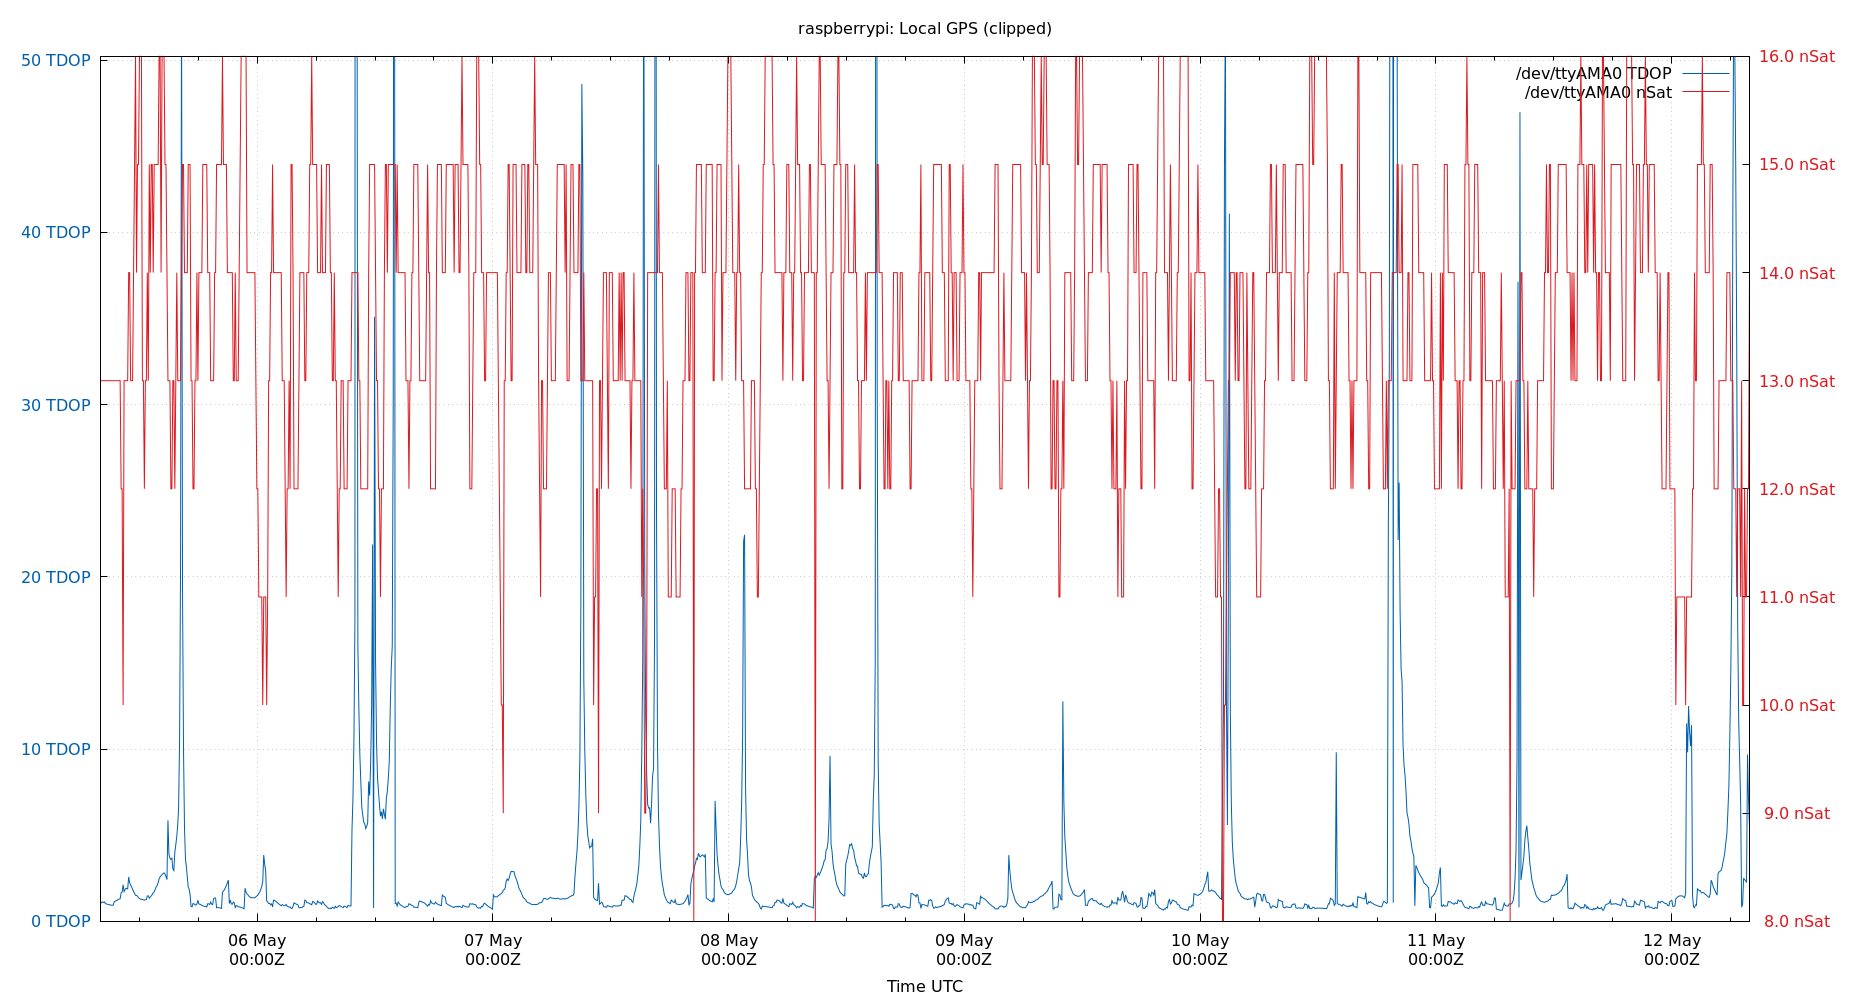 raspberrypi: Local GPS (clipped)
50 TDOP
40 TDOP
30 TDOP
20 TDOP
10 TDOP
0 TDOP
/dev/ttyAMA0 TDOP
/dev/ttyAMA0 nSat
16.0 nSat
15.0 nSat
14.0 nSat
13.0 nSat
12.0 nSat
11.0 nSat
10.0 nSat
9.0 nSat
8.0 nSat
06 May
00:00Z
07 May
00:00Z
08 May
00:00Z
09 May
00:00Z
10 May
00:00Z
11 May
00:00Z
12 May
00:00Z
Time UTC